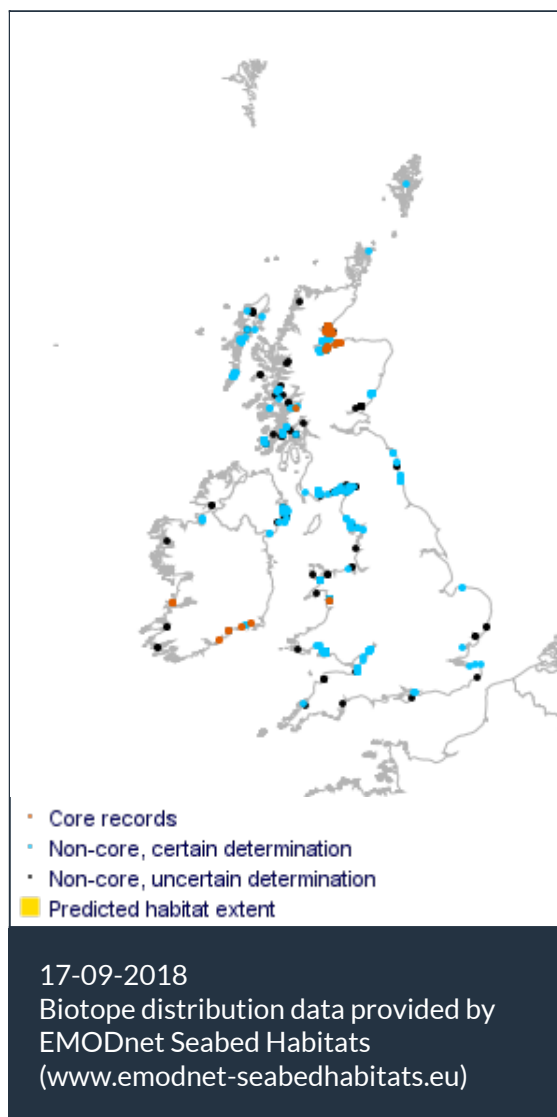 Core records
Non-core, certain determination
Non-core, uncertain determination
Predicted habitat extent
17-09-2018
Biotope distribution data provided by
EMODnet Seabed Habitats
(www.emodnet-seabedhabitats.eu)